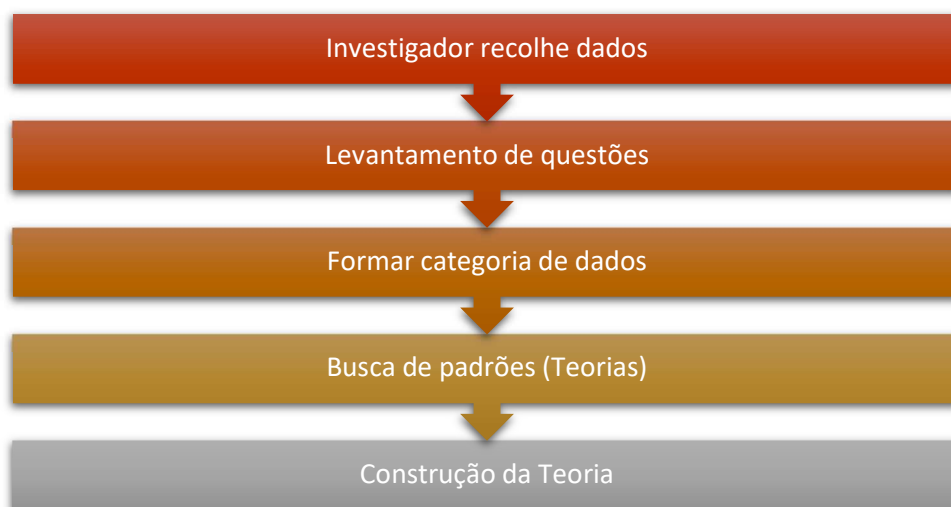 Investigador recolhe dados
Levantamento de questões
Formar categoria de dados
Busca de padrões (Teorias)
Construção da Teoria